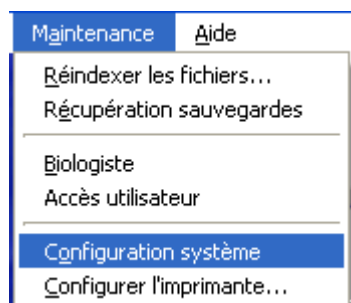 Maintenance Aide
Réindexer les fichiers...
Récupération sauvegardes
Biologiste
Accès utilisateur
Configuration système
Configurer l'imprimante...